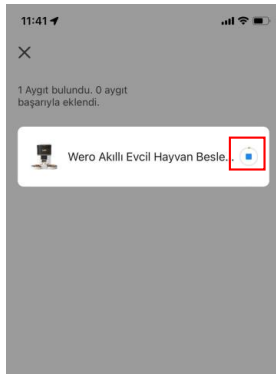 11:41
1 Aygıt bulundu. 0 aygıt
başarıyla eklendi.
Wero Akıllı Evcil Hayvan Besle...